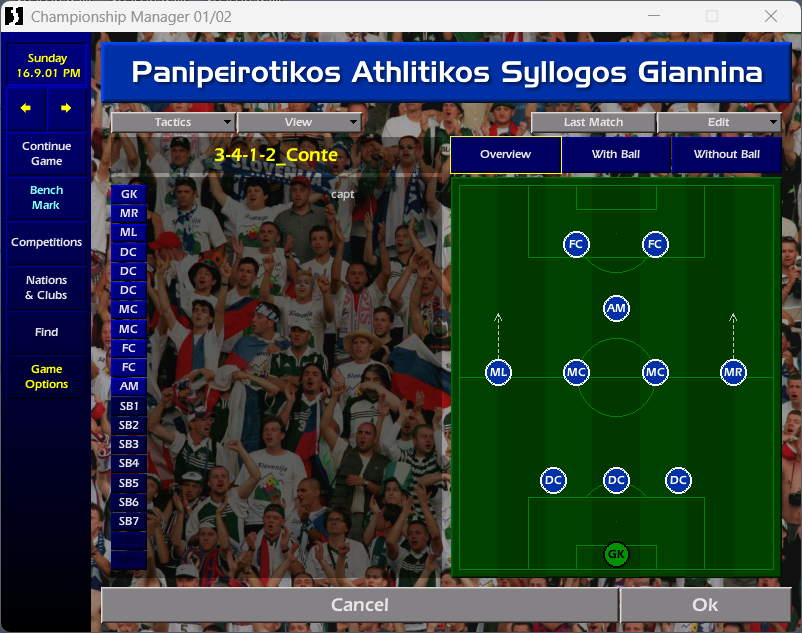 Championship Manager 01/02
Sunday
16.9.01 PM
Panipeirotikos Athlitikos Syllogos Giannina
Continue
Game
Bench
Mark
Competitions
Nations
& Clubs
Find
Game
Options
Tactics
View
Last Match
Edit
3-4-1-2_Conte
Overview
With Ball
Without Ball
GK
capt
MR
ML
DC
DC
DC
MC
MC
FC
FC
AM
SB1
SB2
SB3
SB4
SB5
SB6
SB7
FC FC
AM
ML MC MC MR
DC DC DC
GK
SLOVENIJA
Slovenija
Cancel
Ok